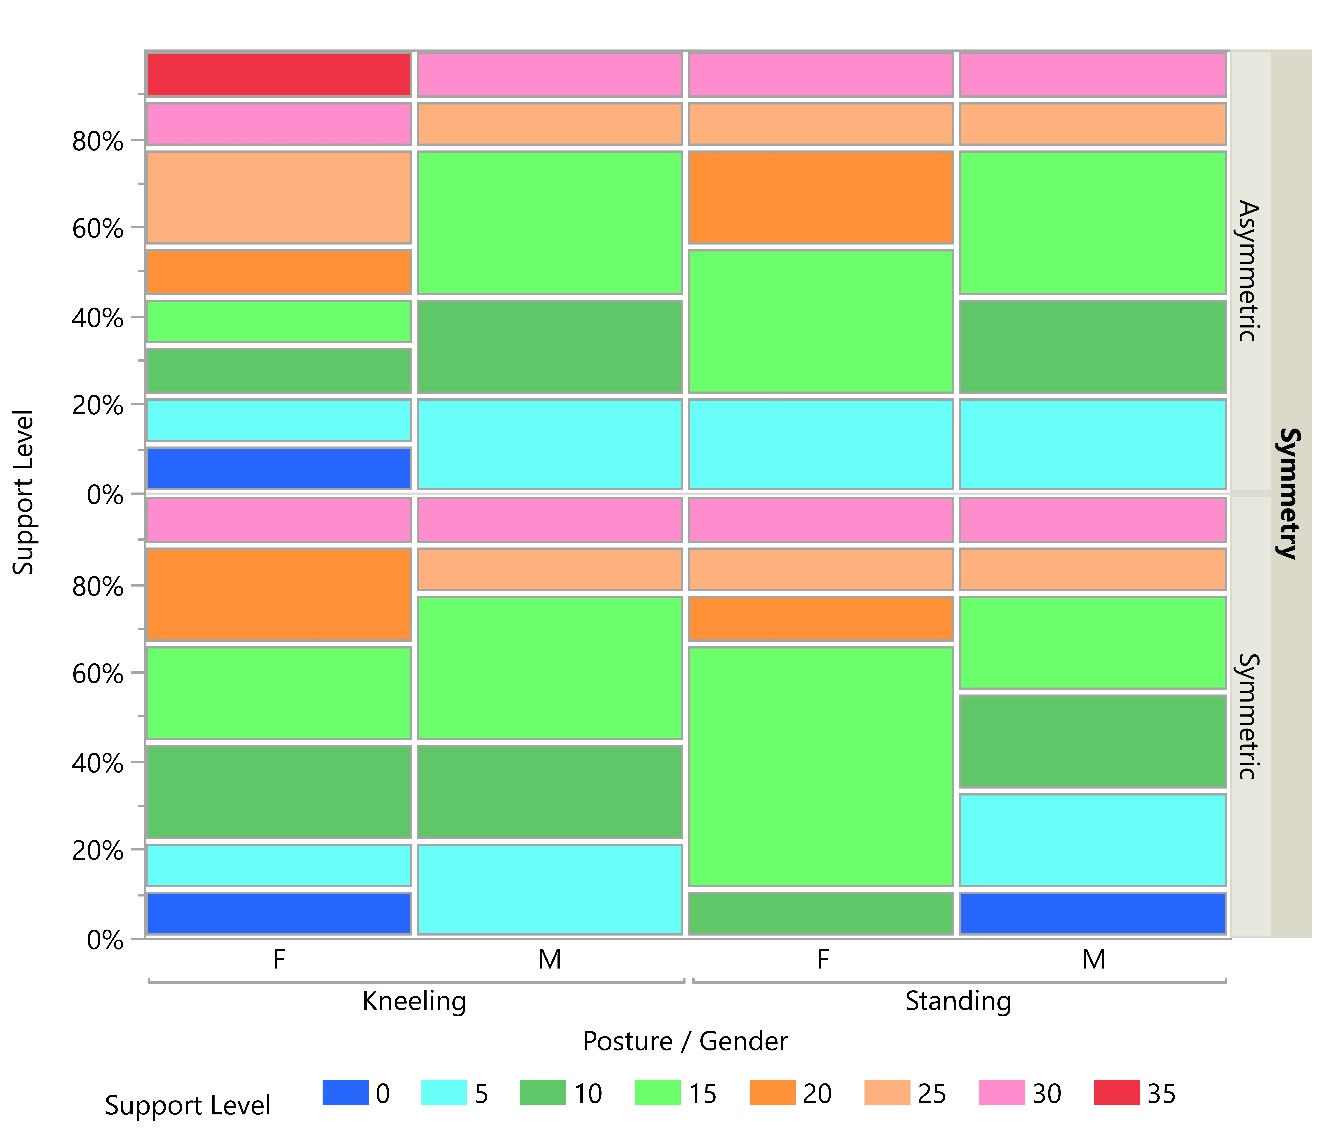 Support Level
80%
60%
40%
20%
0%
80%
60%
40%
20%
0%
Asymmetric
Symmetric
Symmetry
F M F M
Kneeling Standing
Posture / Gender
Support Level 0 5 10 15 20 25 30 35